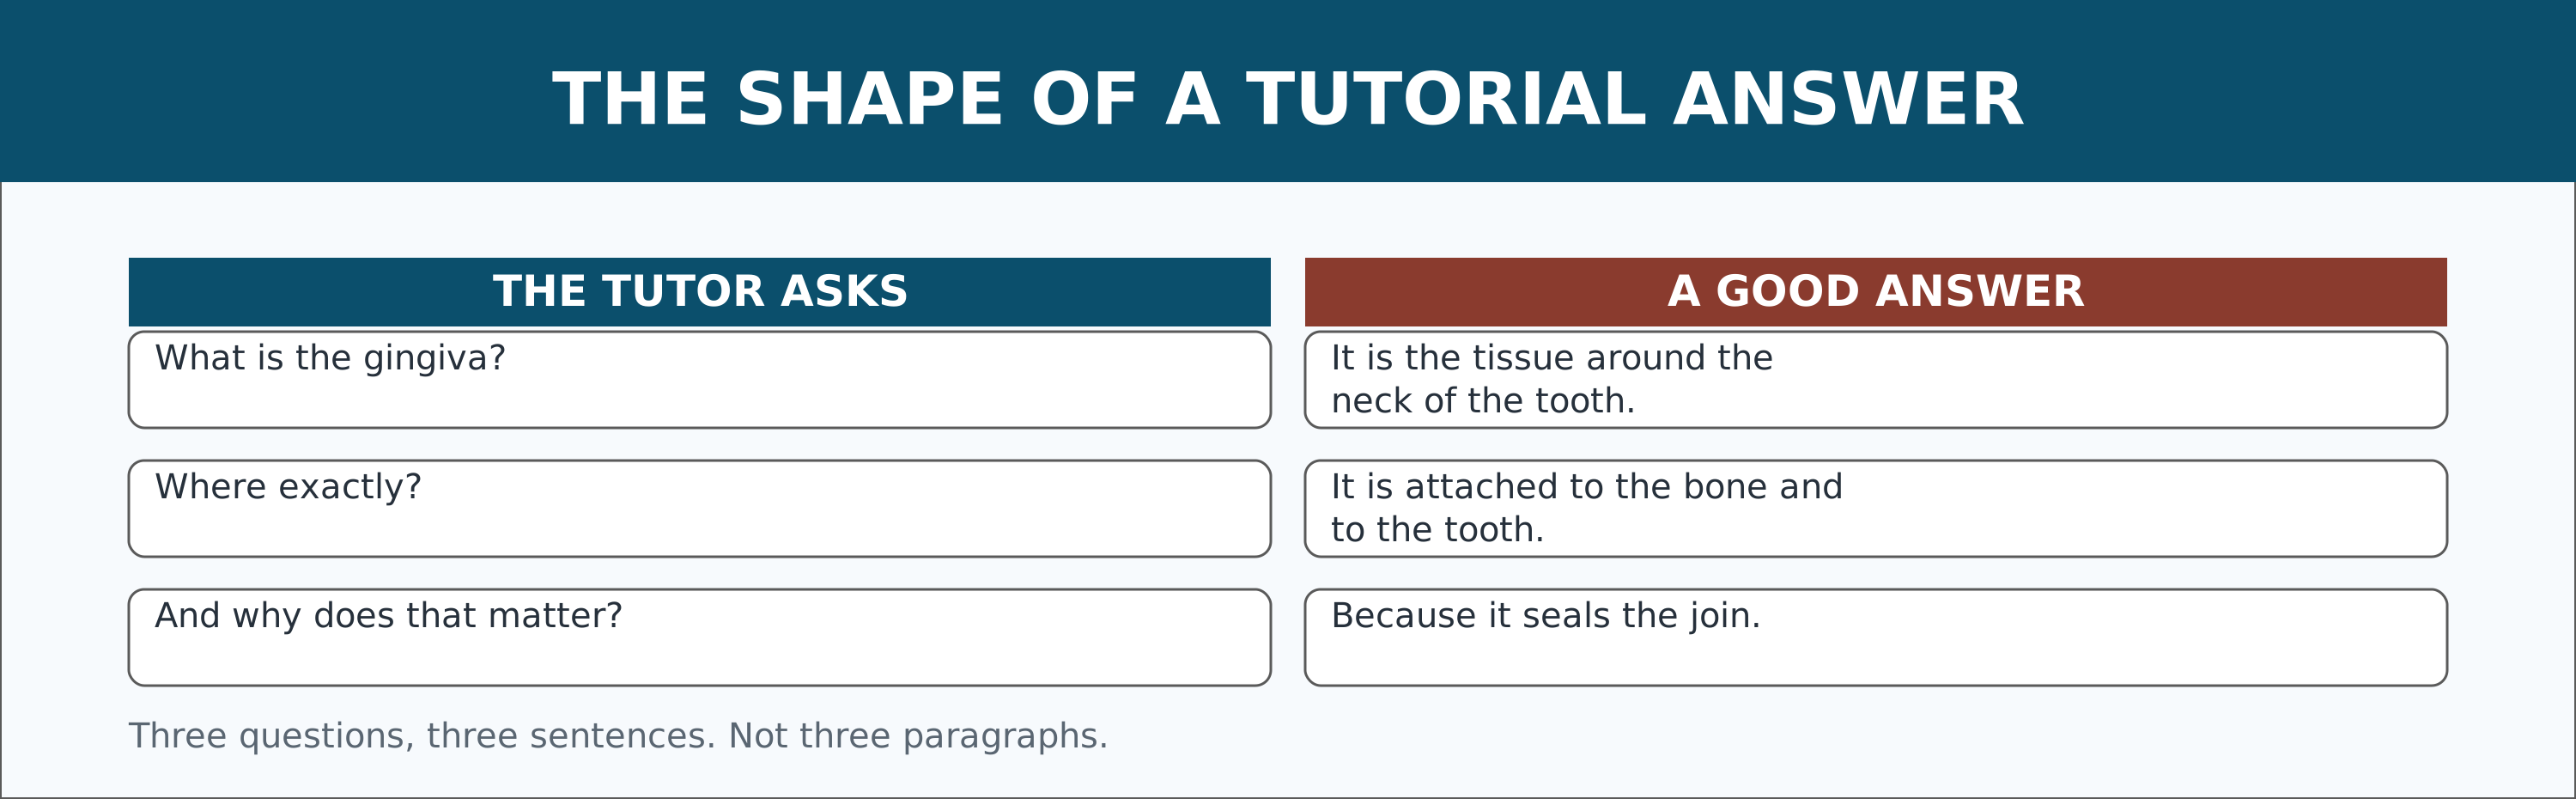 THE SHAPE OF A TUTORIAL ANSWER
THE TUTOR ASKS
A GOOD ANSWER
What is the gingiva?
It is the tissue around the
neck of the tooth.
Where exactly?
It is attached to the bone and
to the tooth.
And why does that matter?
Because it seals the join.
Three questions, three sentences. Not three paragraphs.